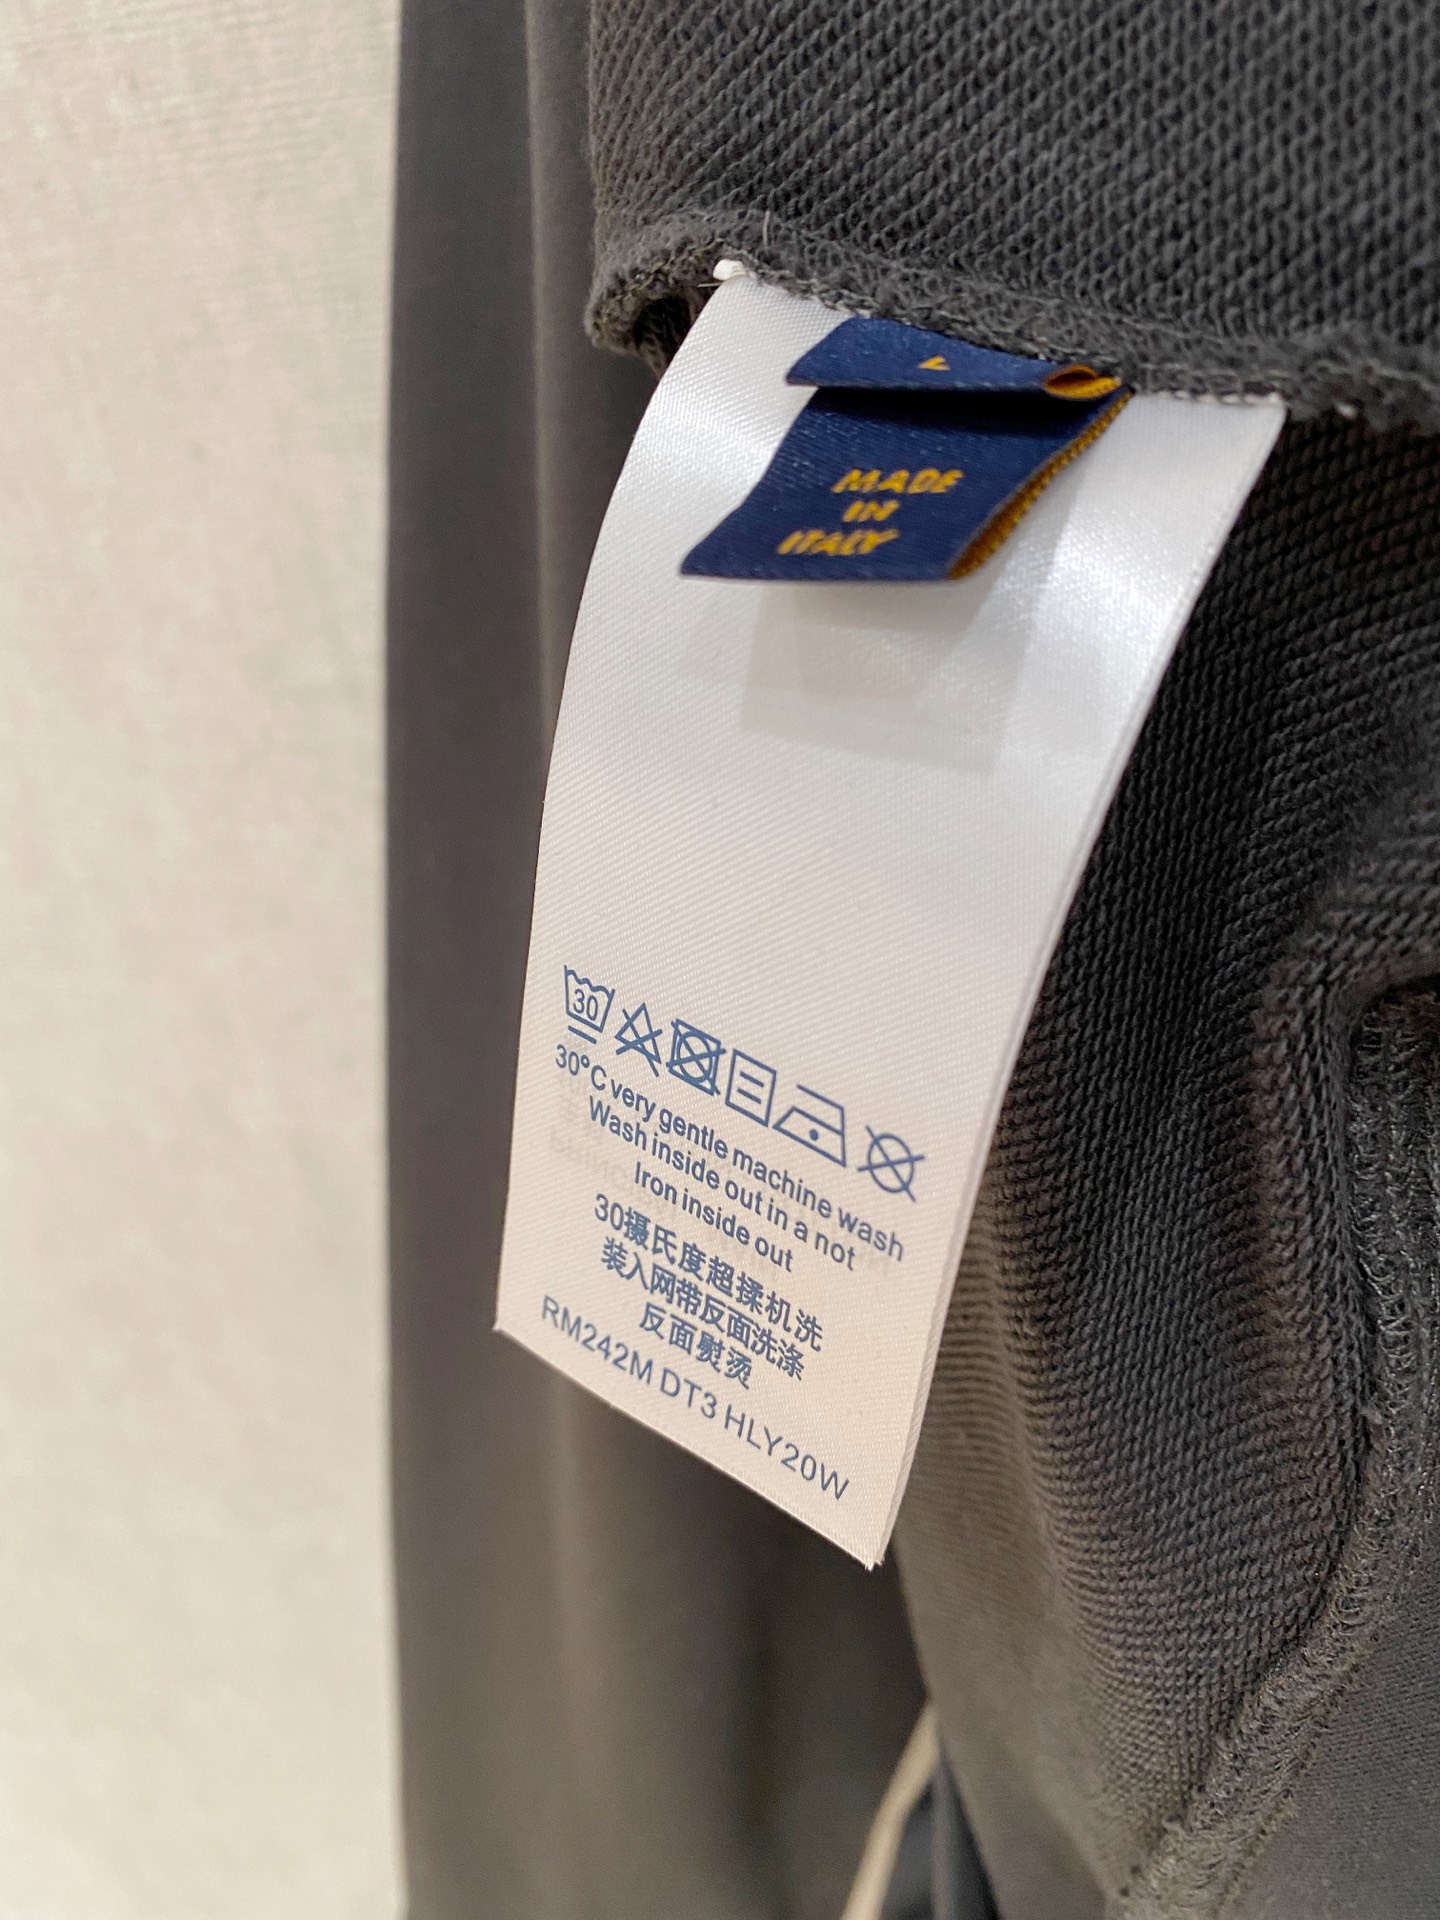 L
MADE
IN
ITALY
30
30°C very gentle machine wash
Wash inside out in a not
Iron inside out
30摄氏度超揉机洗
装入网带反面洗涤
反面熨烫
RM242M DT3 HLY20W